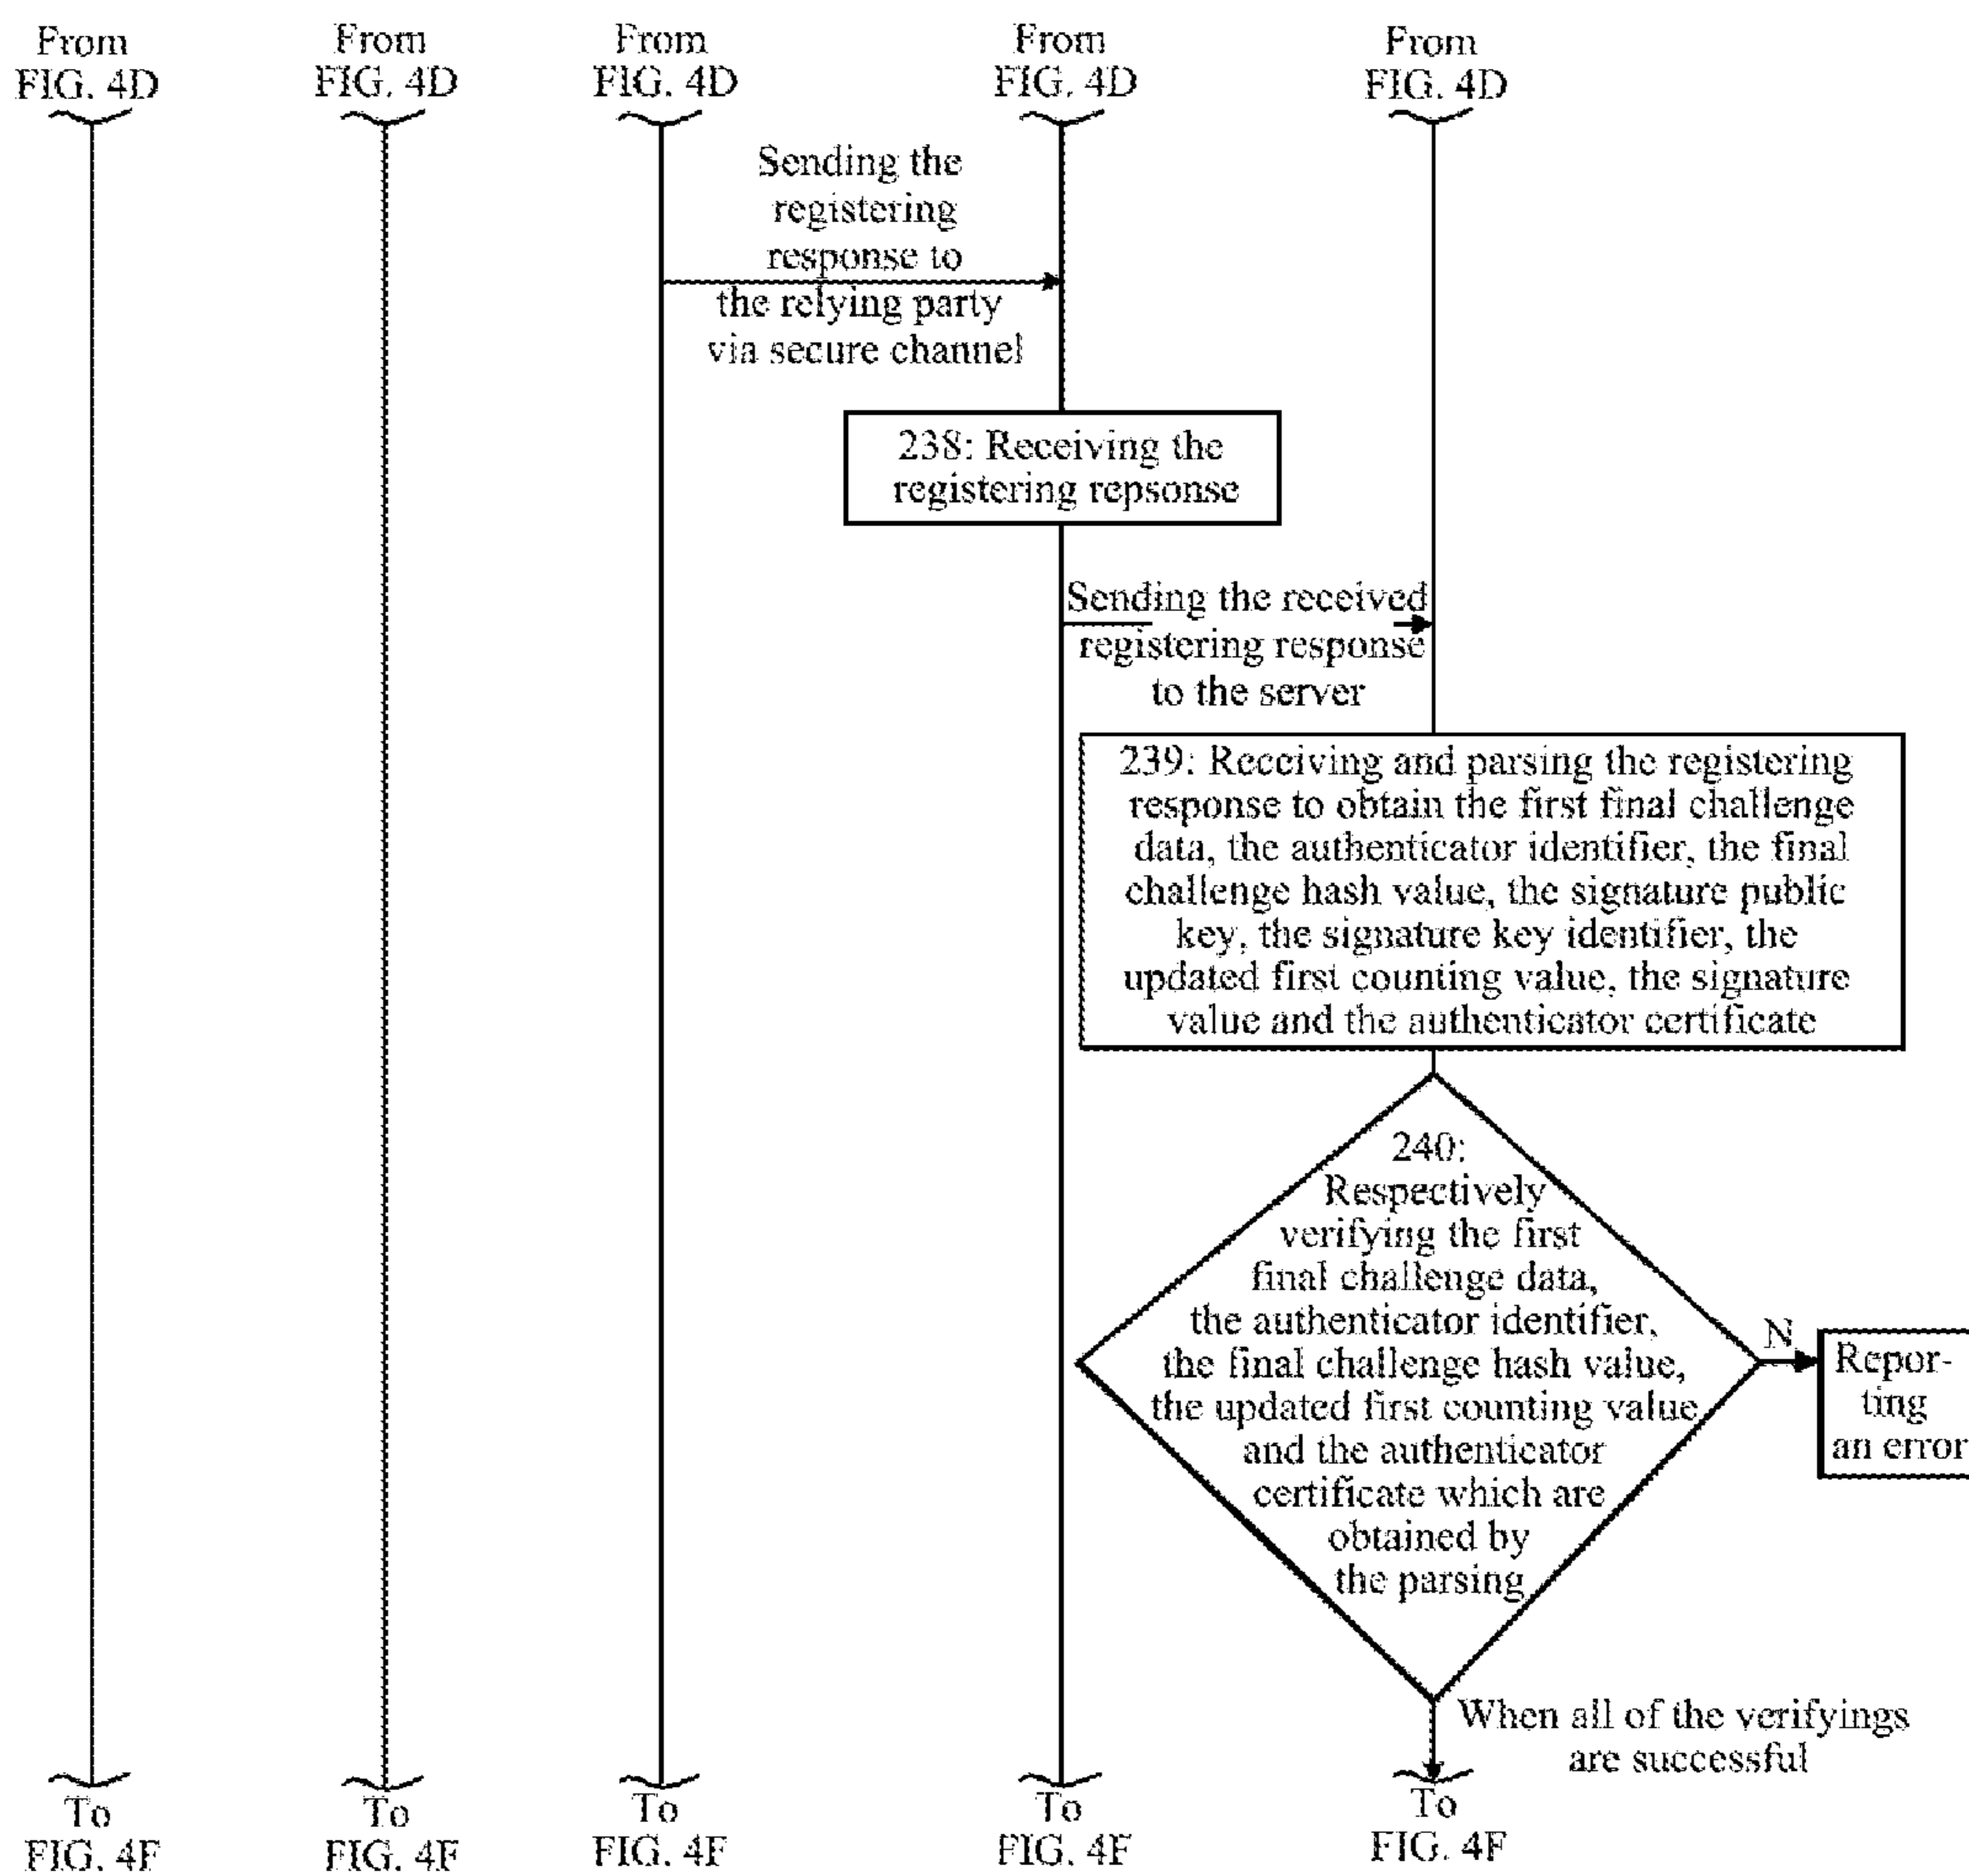 From
FIG. 4D
From
FIG. 4D
From
FIG. 4D
From
FIG. 4D
From
FIG. 4D
Sending the
registering
response to
the relying party
via secure channel
238: Receiving the
registering repsonse
Sending the received
registering response
to the server
239: Receiving and parsing the registering
response to obtain the first final challenge
data, the authenticator identifier, the final
challenge hash value, the signature public
key, the signature key identifier, the
updated first counting value, the signature
value and the authenticator certificate
240:
Respectively
verifying the first
final challenge data,
the authenticator identifier,
the final challenge hash value,
the updated first counting value
and the authenticator
certificate which are
obtained by
the parsing
N
Repor-
ting
an error
When all of the verifyings
are successful
To
FIG. 4F
To
FIG. 4F
To
FIG. 4F
To
FIG. 4F
To
FIG. 4F